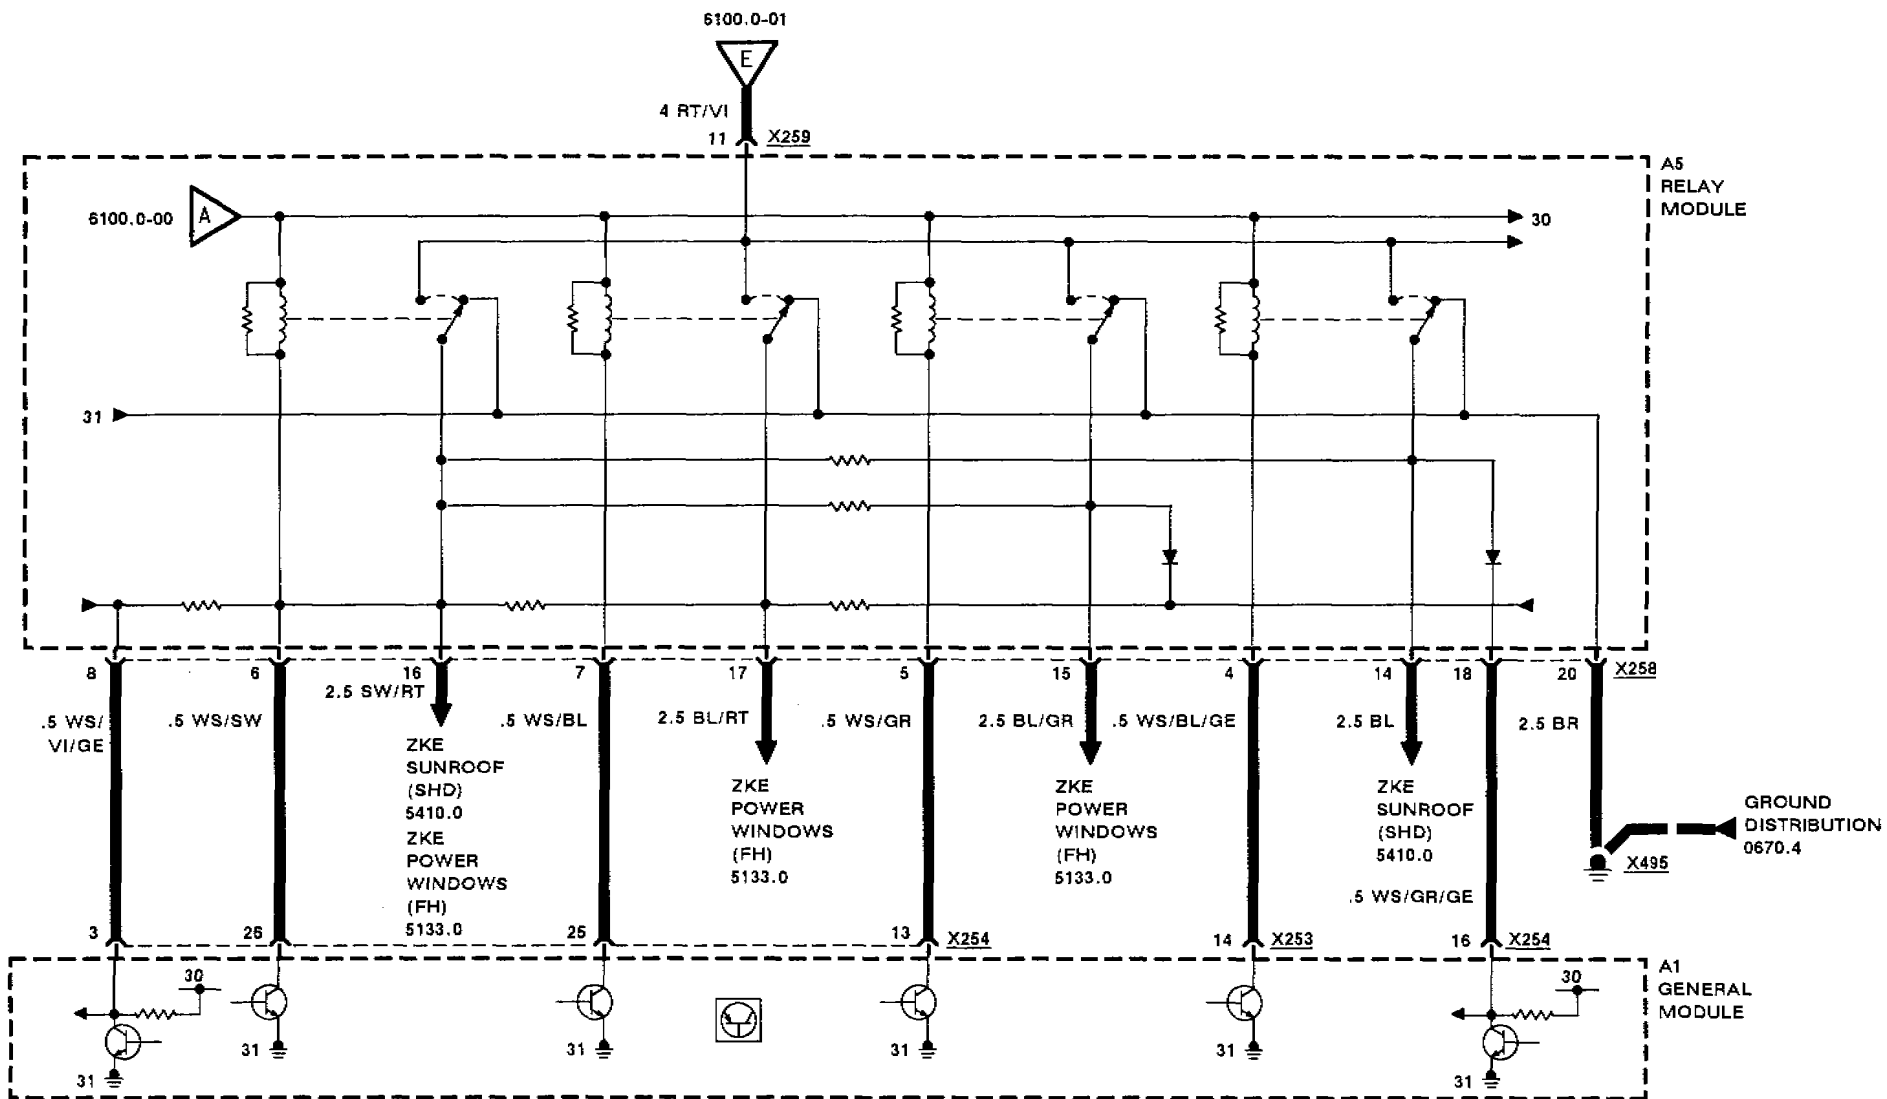 6100.0-01
E
4 RT/VI
11 X259
A5
RELAY
MODULE
6100.0-00
A
30
31
8
6
16
7
17
5
15
4
14
18
20
X258
.5 WS/
VI/GE
.5 WS/SW
2.5 SW/RT
.5 WS/BL
2.5 BL/RT
.5 WS/GR
2.5 BL/GR
.5 WS/BL/GE
2.5 BL
2.5 BR
ZKE
SUNROOF
(SHD)
5410.0
ZKE
POWER
WINDOWS
(FH)
5133.0
ZKE
POWER
WINDOWS
(FH)
5133.0
ZKE
POWER
WINDOWS
(FH)
5133.0
ZKE
SUNROOF
(SHD)
5410.0
.5 WS/GR/GE
GROUND
DISTRIBUTION
0670.4
X495
3
26
25
13 X254
14 X253
16 X254
A1
GENERAL
MODULE
30
30
31
31
31
31
31
31